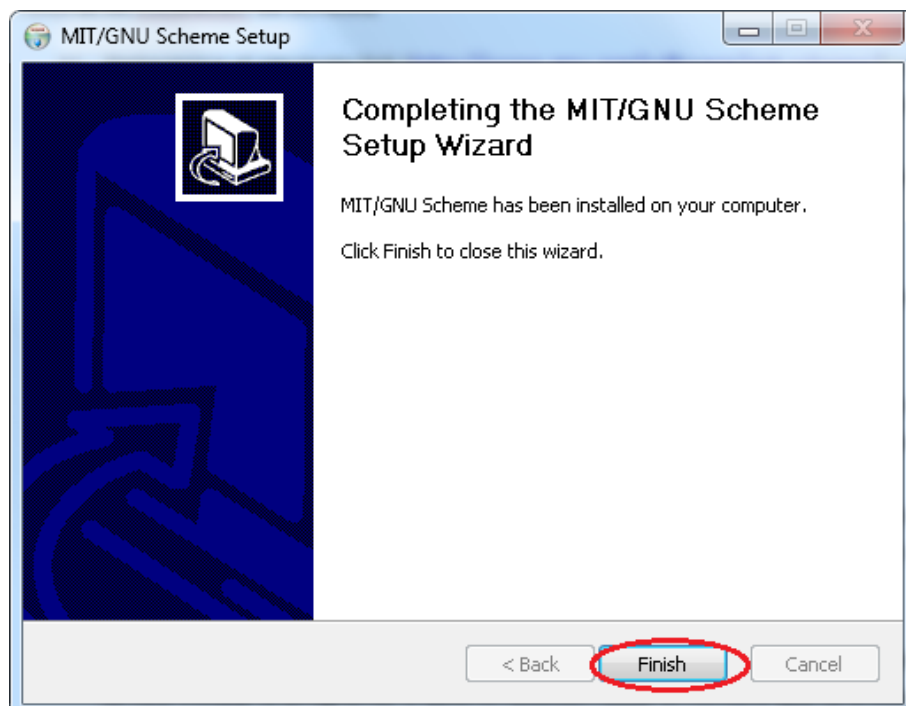 MIT/GNU Scheme Setup
Completing the MIT/GNU Scheme
Setup Wizard
MIT/GNU Scheme has been installed on your computer.
Click Finish to close this wizard.
< Back
Finish
Cancel